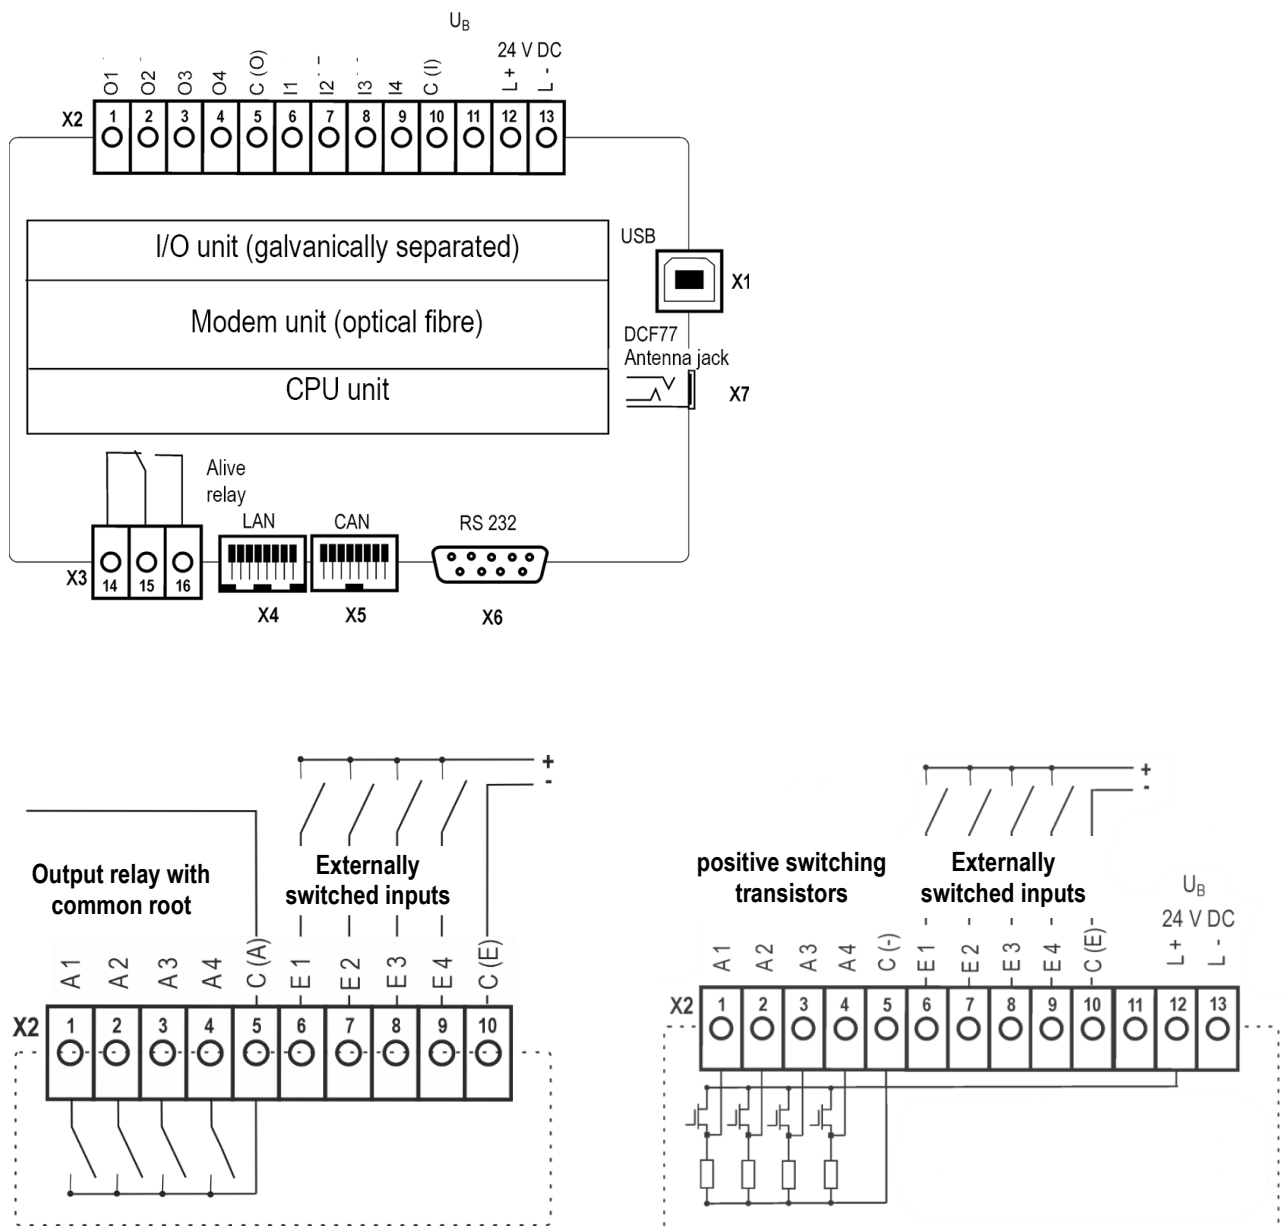 U_B
24 V DC
O1 O2 O3 O4 C (O) I1 I2 I3 I4 C (I) L + L -
X2 1 2 3 4 5 6 7 8 9 10 11 12 13
I/O unit (galvanically separated)
USB
X1
Modem unit (optical fibre)
DCF77
Antenna jack
CPU unit
X7
Alive
relay
LAN CAN RS 232
X3 14 15 16
X4 X5 X6
+
-
Output relay with
common root
Externally
switched inputs
A 1 A 2 A 3 A 4 C (A) E 1 E 2 E 3 E 4 C (E)
X2 1 2 3 4 5 6 7 8 9 10
+
-
positive switching
transistors
Externally
switched inputs
U_B
24 V DC
A 1 A 2 A 3 A 4 C (-) E 1 E 2 E 3 E 4 C (E) L+ L -
X2 1 2 3 4 5 6 7 8 9 10 11 12 13